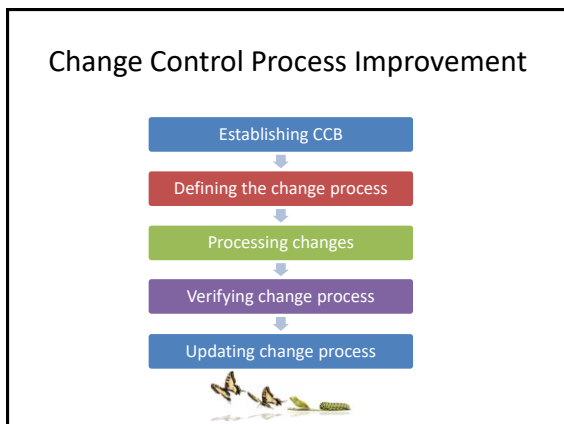 Change Control Process Improvement
Establishing CCB
Defining the change process
Processing changes
Verifying change process
Updating change process